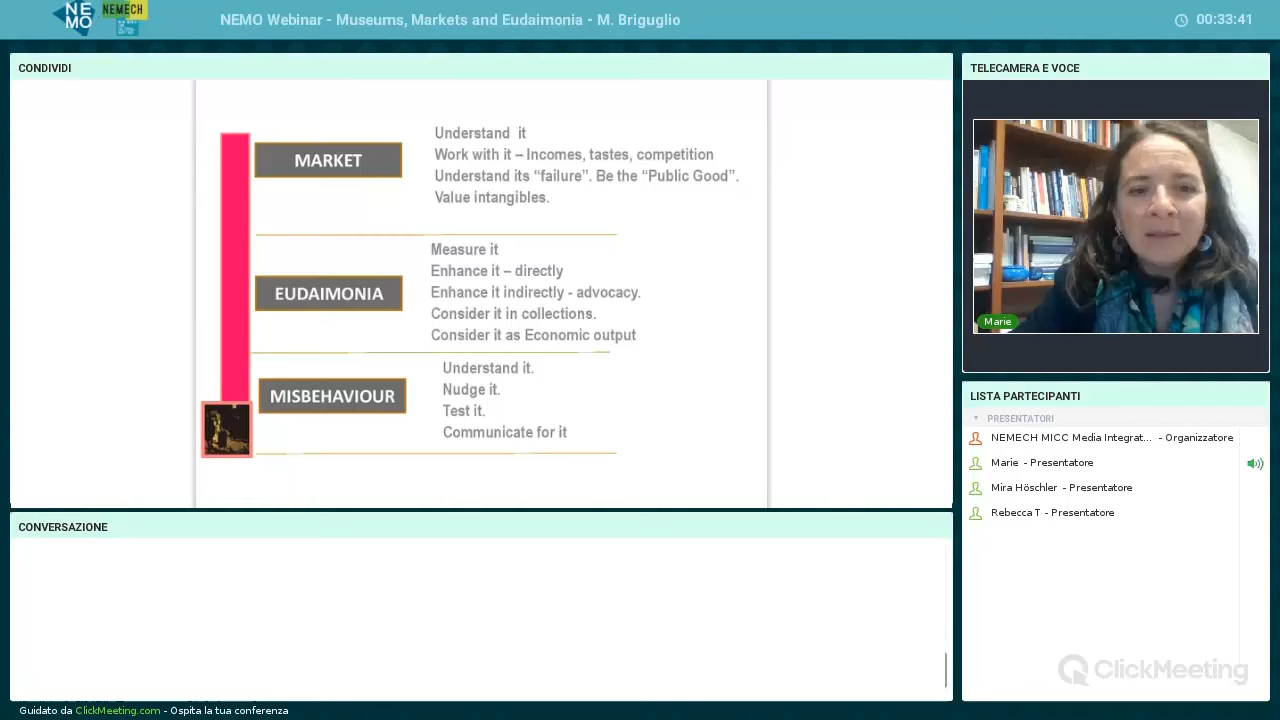 NE
MO
NEMECH
NEMO Webinar - Museums, Markets and Eudaimonia - M. Briguglio
00:33:41
CONDIVIDI
MARKET
Understand it
Work with it – Incomes, tastes, competition
Understand its “failure”. Be the “Public Good”.
Value intangibles.
EUDAIMONIA
Measure it
Enhance it – directly
Enhance it indirectly - advocacy.
Consider it in collections.
Consider it as Economic output
MISBEHAVIOUR
Understand it.
Nudge it.
Test it.
Communicate for it
TELECAMERA E VOCE
Marie
LISTA PARTECIPANTI
PRESENTATORI
NEMECH MICC Media Integrat... - Organizzatore
Marie - Presentatore
Mira Höschler - Presentatore
Rebecca T - Presentatore
CONVERSAZIONE
ClickMeeting
Guidato da ClickMeeting.com - Ospita la tua conferenza